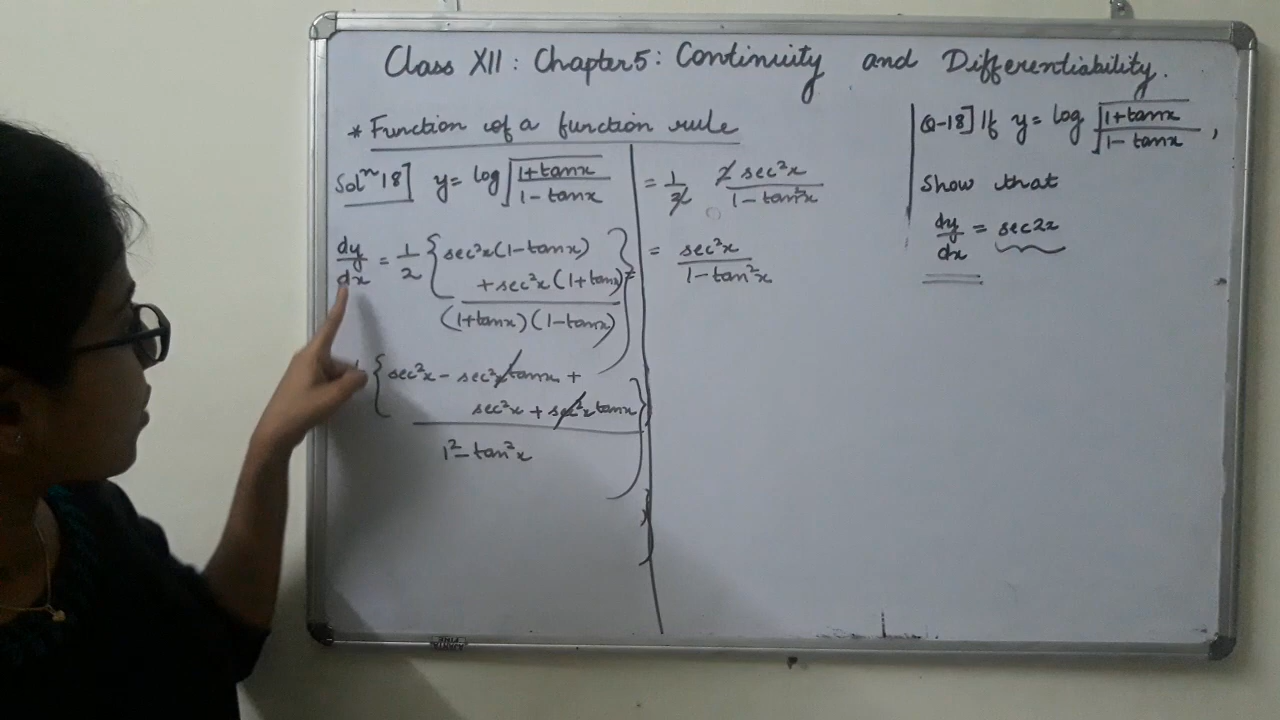 Class XII : Chapter 5 : Continuity and Differentiability.
* Function of a function rule
Solⁿ 18] y = log √(1+tanx / 1-tanx)
dy/dx = 1/2 { sec²x (1-tanx) + sec²x (1+tanx) / (1+tanx) (1-tanx) } =
{ sec²x - sec²x tanx +
sec²x + sec²x tanx }
1² - tan²x
= 1/2 2 sec²x / 1-tan²x
= sec²x / 1-tan²x
Q-18] If y = log √(1+tanx / 1-tanx) ,
Show that
dy/dx = sec2x